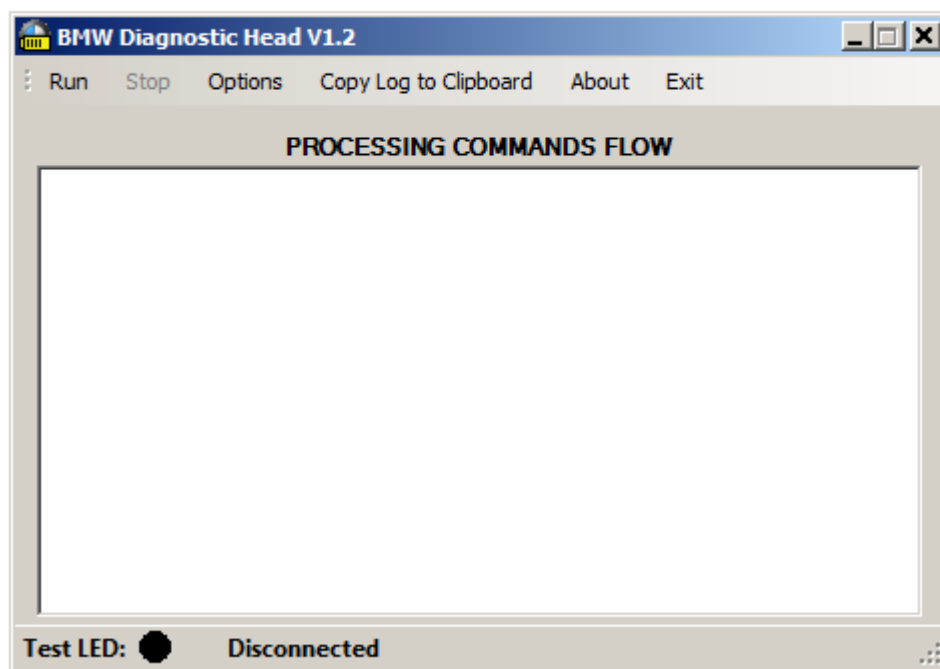 BMW Diagnostic Head V1.2
Run Stop Options Copy Log to Clipboard About Exit
PROCESSING COMMANDS FLOW
Test LED: Disconnected